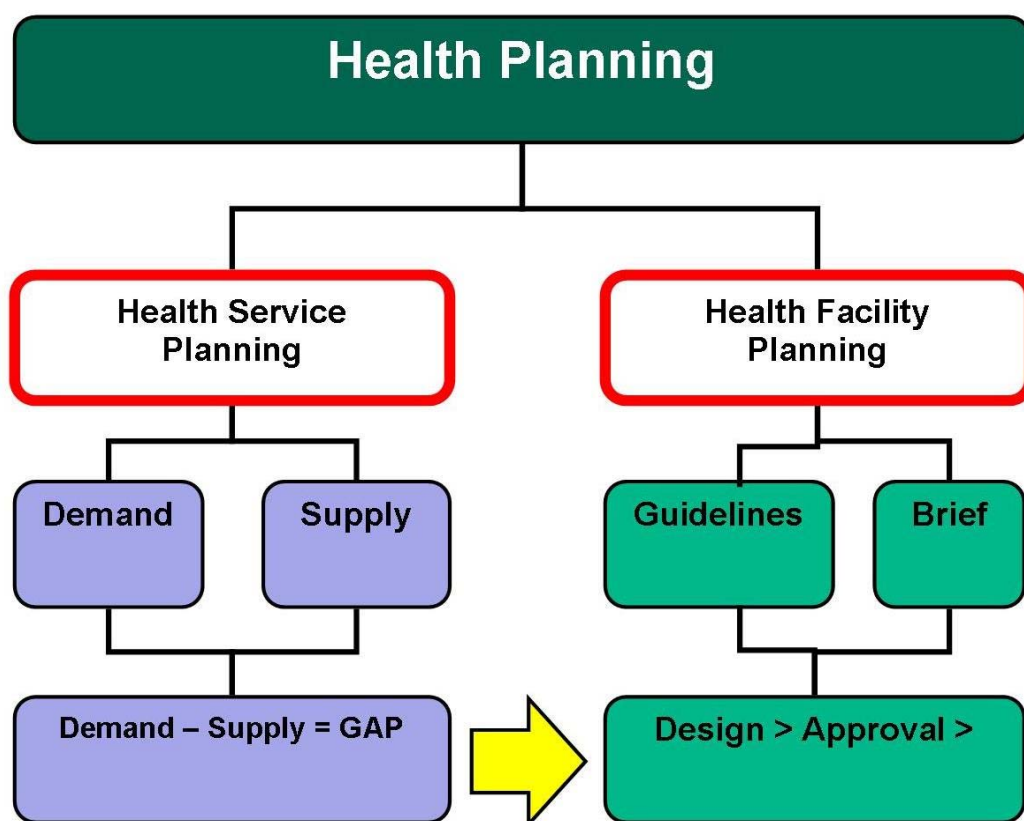 Health Planning
Health Service
Planning
Health Facility
Planning
Demand
Supply
Guidelines
Brief
Demand – Supply = GAP
Design > Approval >